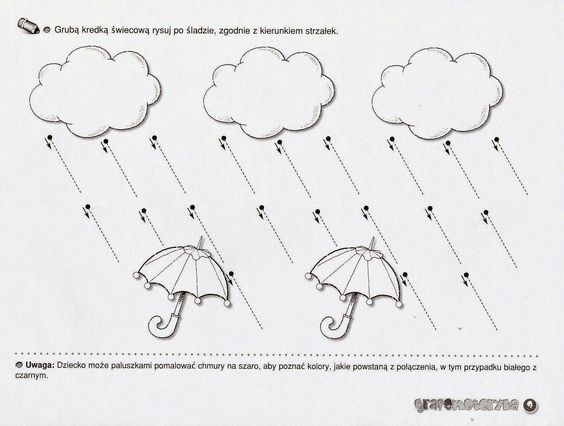 Grubą kredką świecową rysuj po śladzie, zgodnie z kierunkiem strzałek.
Uwaga: Dziecko może paluszkami pomalować chmury na szaro, aby poznać kolory, jakie powstaną z połączenia, w tym przypadku białego z
czarnym.
grafomotoryka 9